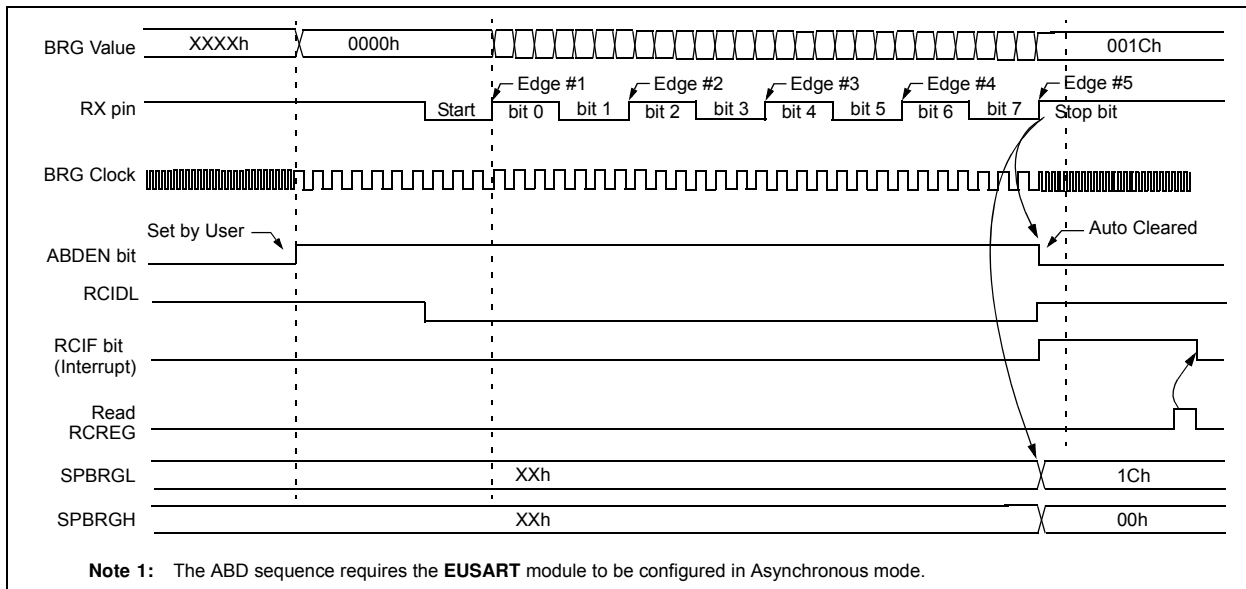 BRG Value XXXXh 0000h 001Ch
Edge #1 Edge #2 Edge #3 Edge #4 Edge #5
RX pin Start bit 0 bit 1 bit 2 bit 3 bit 4 bit 5 bit 6 bit 7 Stop bit
BRG Clock
Set by User Auto Cleared
ABDEN bit
RCIDL
RCIF bit
(Interrupt)
Read
RCREG
SPBRGL XXh 1Ch
SPBRGH XXh 00h
Note 1: The ABD sequence requires the EUSART module to be configured in Asynchronous mode.